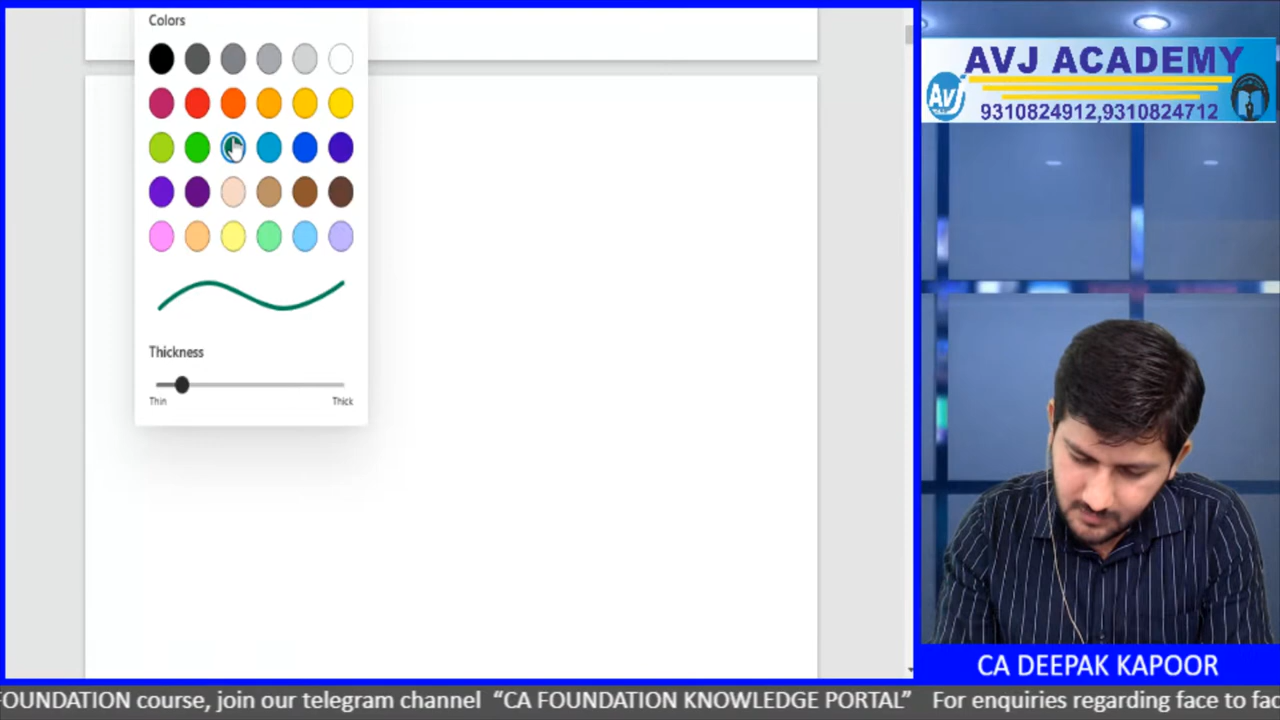 Colors
Thickness
Thin
Thick
AVJ ACADEMY
AVJ
9310824912,9310824712
CA DEEPAK KAPOOR
FOUNDATION course, join our telegram channel “CA FOUNDATION KNOWLEDGE PORTAL” For enquiries regarding face to fac